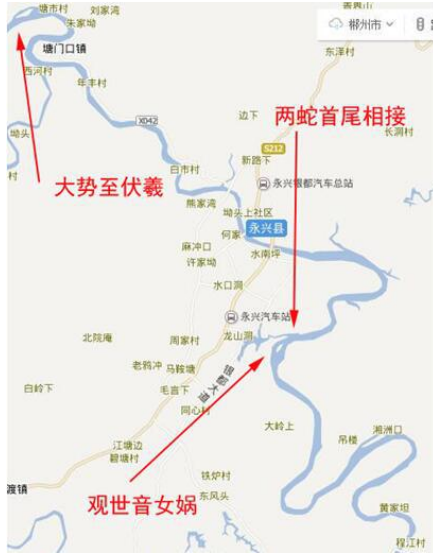 塘市村
刘家湾
朱家坳
塘门口镇
西河村
年丰村
坳头
村
大势至伏羲
X042
白市村
熊家湾
郴州市
东泽村
边下
两蛇首尾相接
长洞村
S212
新路下
永兴银都汽车总站
坳头上社区
何家
永兴县
水南坪
麻冲口
许家坳
水口洞
永兴汽车站
龙山洞
北院庵
周家村
老鸦冲
马鞍塘
白岭下
毛言下
银都大道
同心村
江塘边
碧塘村
大岭上
湘洲口
吊楼
铁炉村
东风头
渡镇
观世音女娲
黄家坦
程江村